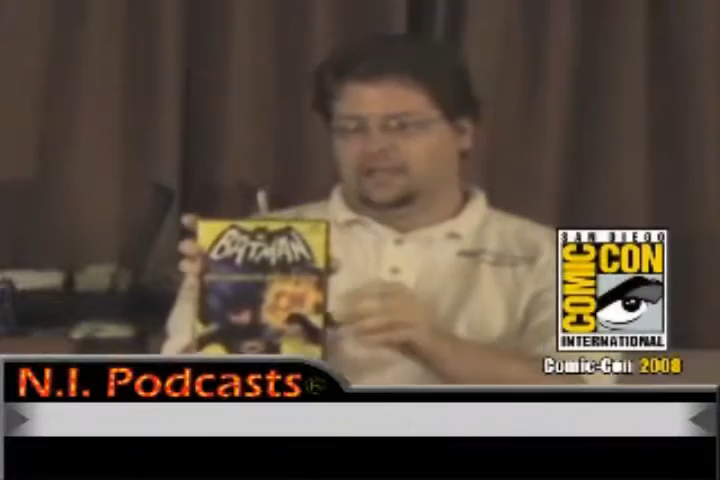 BATMAN
SAN DIEGO
COMIC
CON
INTERNATIONAL
Comic-Con 2008
N.I. Podcasts®